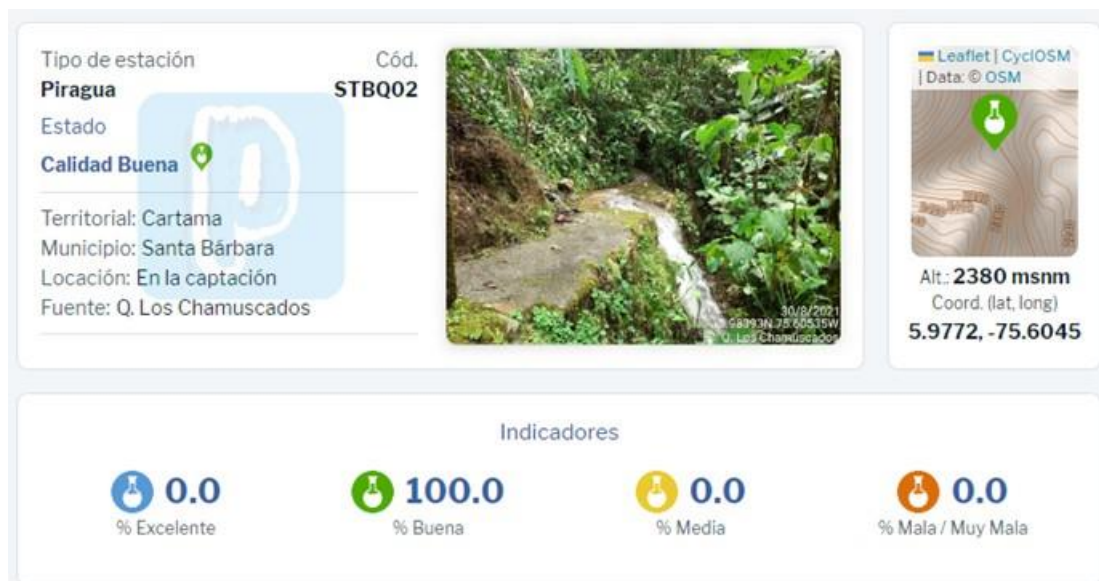 Tipo de estación Cód.
Piragua STBQ02
Estado
Calidad Buena
Territorial: Cartama
Municipio: Santa Bárbara
Locación: En la captación
Fuente: Q. Los Chamuscados
30/8/2021
Q. Los Chamuscados
Leaflet | CyclOSM
| Data: © OSM
Alt.: 2380 msnm
Coord. (lat, long)
5.9772, -75.6045
Indicadores
0.0 100.0 0.0 0.0
% Excelente % Buena % Media % Mala / Muy Mala